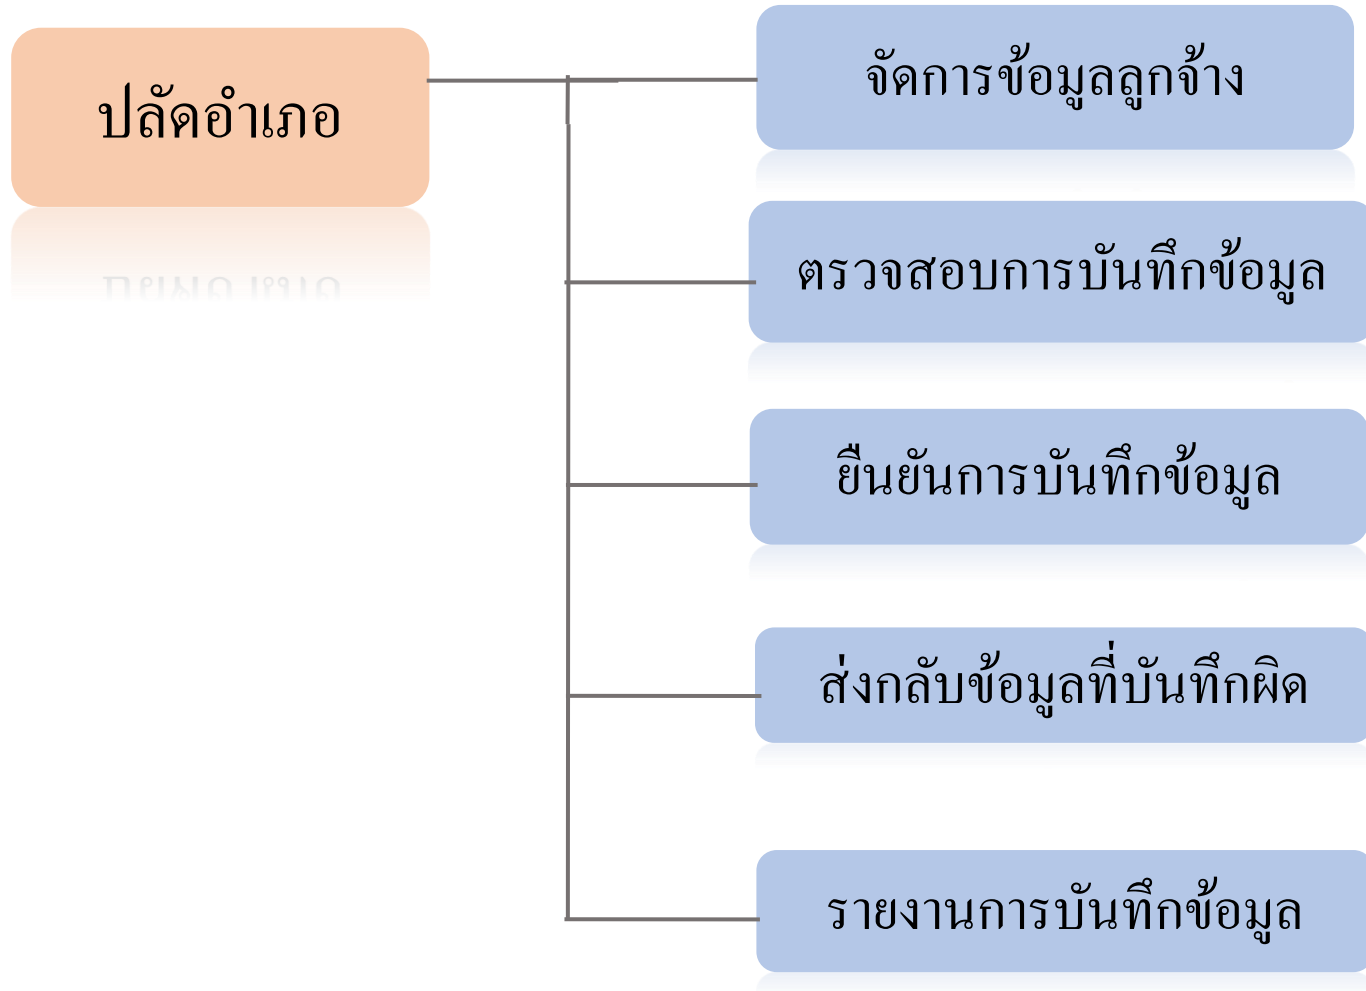 ปลัดอำเภอ
จัดการข้อมูลลูกจ้าง
ตรวจสอบการบันทึกข้อมูล
ยืนยันการบันทึกข้อมูล
ส่งกลับข้อมูลที่บันทึกผิด
รายงานการบันทึกข้อมูล